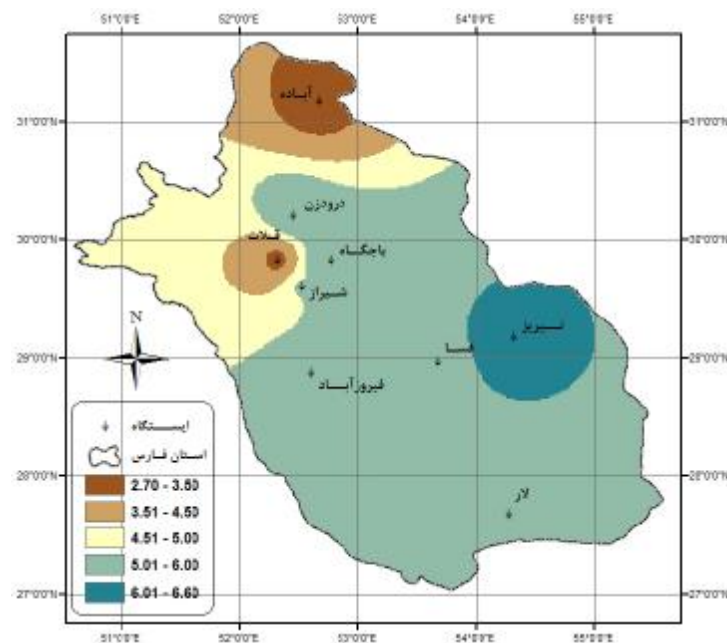 51°0'0"E 52°0'0"E 53°0'0"E 54°0'0"E 55°0'0"E
31°0'0"N 31°0'0"N
30°0'0"N 30°0'0"N
29°0'0"N 29°0'0"N
28°0'0"N 28°0'0"N
27°0'0"N 27°0'0"N
آباده
درودزن
قلات
باجگاه
شیراز
نیریز
فسا
فیروزآباد
لار
N
ایستگاه
استان فارس
2.70 - 3.50
3.51 - 4.50
4.51 - 5.00
5.01 - 6.00
6.01 - 6.60
51°0'0"E 52°0'0"E 53°0'0"E 54°0'0"E 55°0'0"E